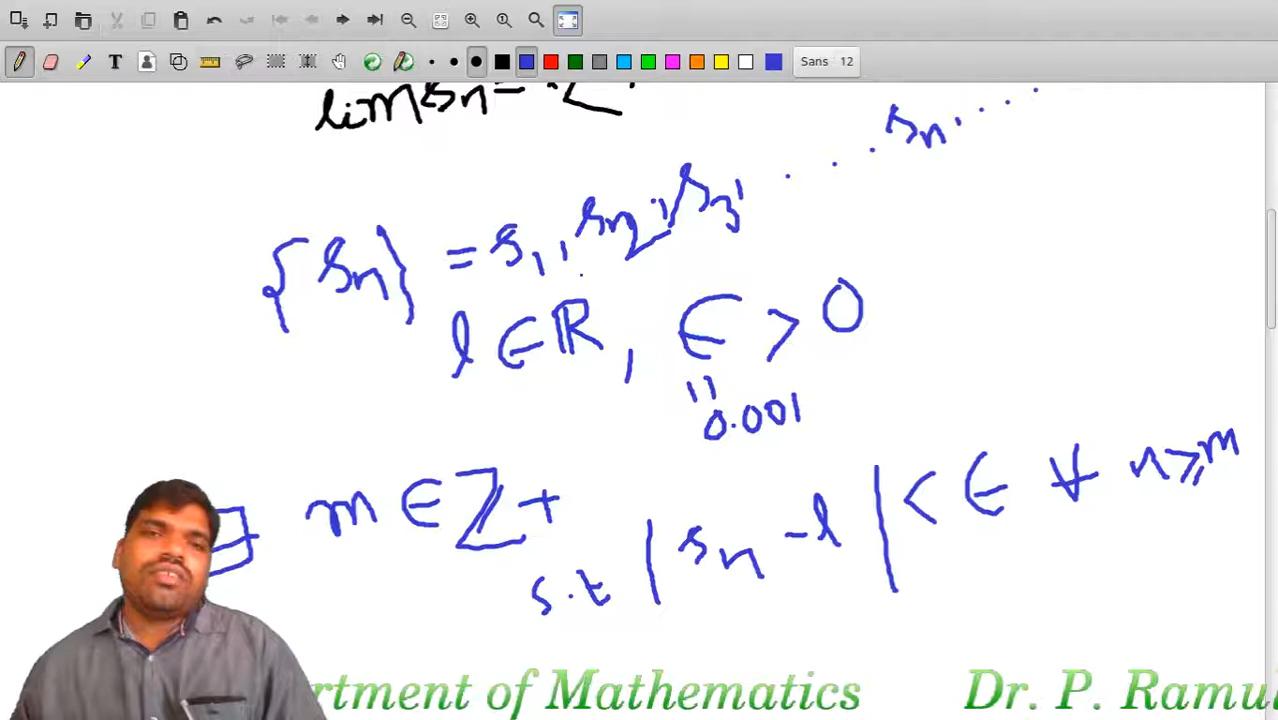 Sans 12
lim sn = l
{sn} = s1, s2, s3, . . . . sn . . . .
l ∈ ℝ, ∈ > 0
"
0.001
∃ m ∈ ℤ+
s.t | sn - l | < ∈ ∀ n ≥ m
rtment of Mathematics Dr. P. Ramu